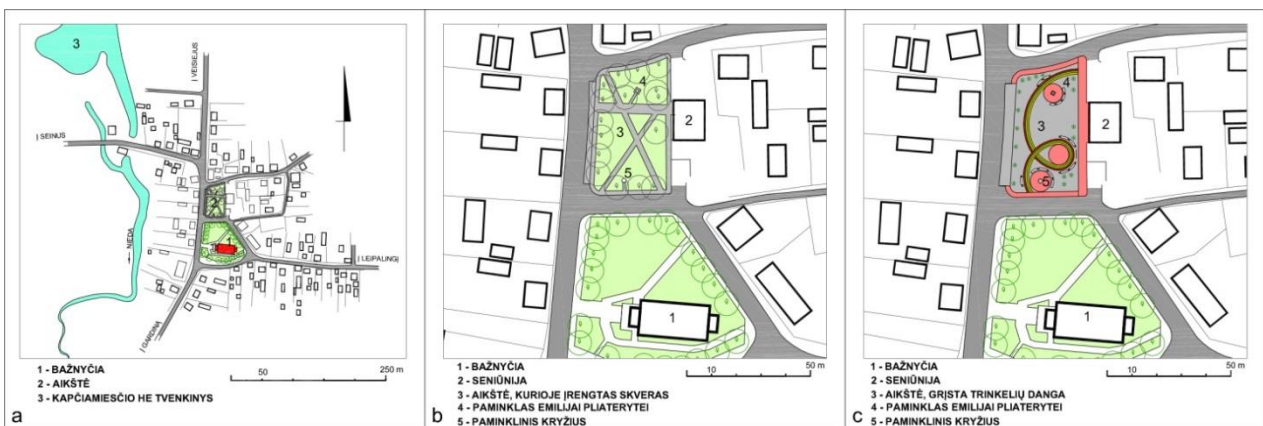 3
Į VEISIEJUS
Į SEINUS
2
NIEDA
1
Į LEIPALINGĮ
Į GARDINĄ
1 - BAŽNYČIA
2 - AIKŠTĖ
3 - KAPČIAMIESČIO HE TVENKINYS
50
250 m
a
4
2
3
5
1
1 - BAŽNYČIA
2 - SENIŪNIJA
3 - AIKŠTĖ, KURIOJE ĮRENGTAS SKVERAS
4 - PAMINKLAS EMILIJAI PLIATERYTEI
5 - PAMINKLINIS KRYŽIUS
10
50 m
b
4
3
2
5
1
1 - BAŽNYČIA
2 - SENIŪNIJA
3 - AIKŠTĖ, GRĮSTA TRINKELIŲ DANGA
4 - PAMINKLAS EMILIJAI PLIATERYTEI
5 - PAMINKLINIS KRYŽIUS
10
50 m
c